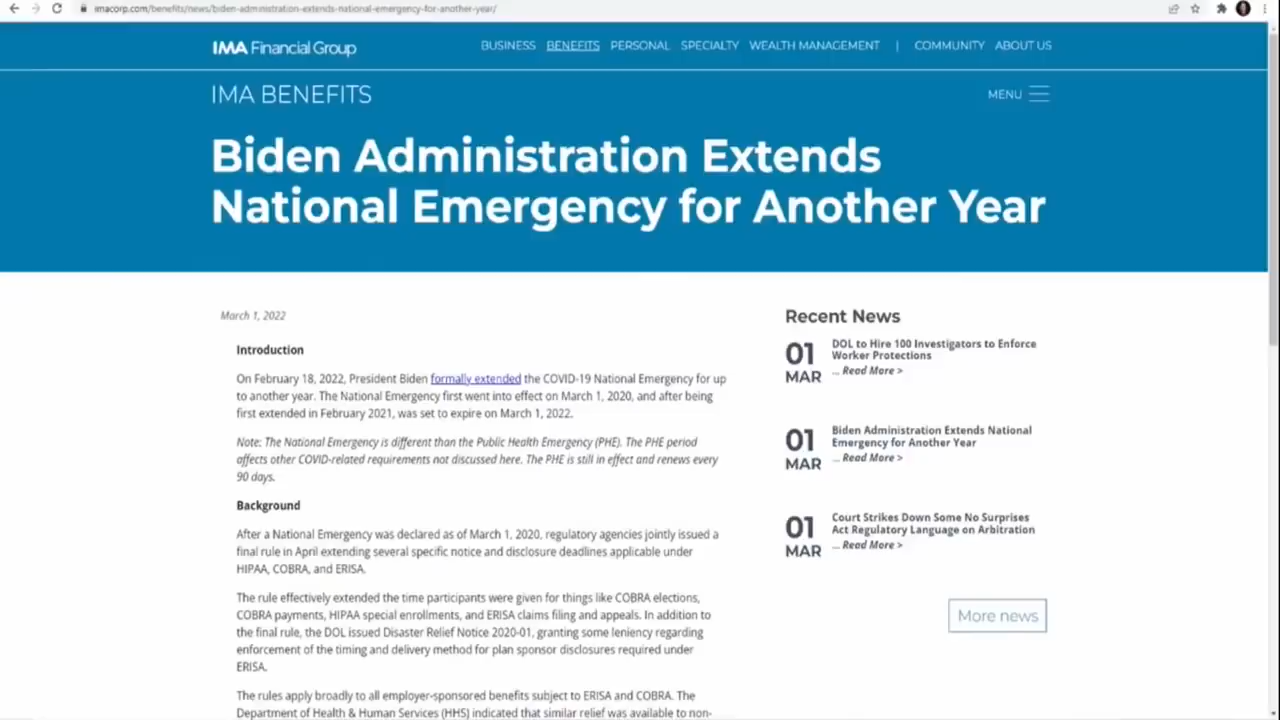 imacorp.com/benefits/news/biden-administration-extends-national-emergency-for-another-year/
IMA Financial Group
BUSINESS BENEFITS PERSONAL SPECIALTY WEALTH MANAGEMENT | COMMUNITY ABOUT US
IMA BENEFITS
MENU
Biden Administration Extends
National Emergency for Another Year
March 1, 2022
Introduction
On February 18, 2022, President Biden formally extended the COVID-19 National Emergency for up
to another year. The National Emergency first went into effect on March 1, 2020, and after being
first extended in February 2021, was set to expire on March 1, 2022.
Note: The National Emergency is different than the Public Health Emergency (PHE). The PHE period
affects other COVID-related requirements not discussed here. The PHE is still in effect and renews every
90 days.
Background
After a National Emergency was declared as of March 1, 2020, regulatory agencies jointly issued a
final rule in April extending several specific notice and disclosure deadlines applicable under
HIPAA, COBRA, and ERISA.
The rule effectively extended the time participants were given for things like COBRA elections,
COBRA payments, HIPAA special enrollments, and ERISA claims filing and appeals. In addition to
the final rule, the DOL issued Disaster Relief Notice 2020-01, granting some leniency regarding
enforcement of the timing and delivery method for plan sponsor disclosures required under
ERISA.
The rules apply broadly to all employer-sponsored benefits subject to ERISA and COBRA. The
Department of Health & Human Services (HHS) indicated that similar relief was available to non-
Recent News
01
MAR
DOL to Hire 100 Investigators to Enforce
Worker Protections
... Read More >
01
MAR
Biden Administration Extends National
Emergency for Another Year
... Read More >
01
MAR
Court Strikes Down Some No Surprises
Act Regulatory Language on Arbitration
... Read More >
More news